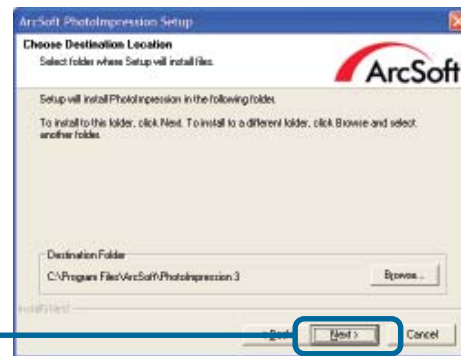 ArcSoft PhotoImpression Setup
Choose Destination Location
Select folder where Setup will install files.
ArcSoft
Setup will install PhotoImpression in the following folder.
To install to this folder, click Next. To install to a different folder, click Browse and select
another folder.
Destination Folder
C:\Program Files\ArcSoft\PhotoImpression 3
Browse...
InstallShield
< Back
Next >
Cancel